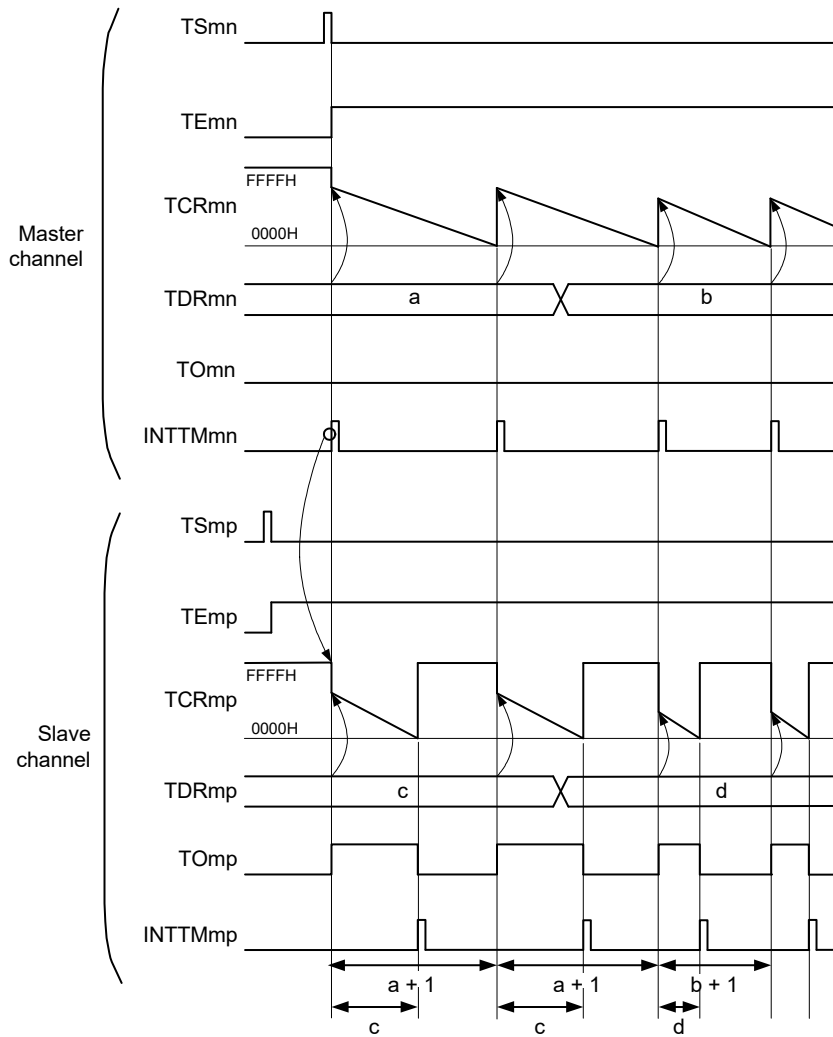 TSmn
TEmn
FFFFH
TCRmn
0000H
Master
channel
TDRmn
a
b
TOmn
INTTMmn
TSmp
TEmp
FFFFH
TCRmp
0000H
Slave
channel
TDRmp
c
d
TOmp
INTTMmp
a + 1
a + 1
b + 1
c
c
d